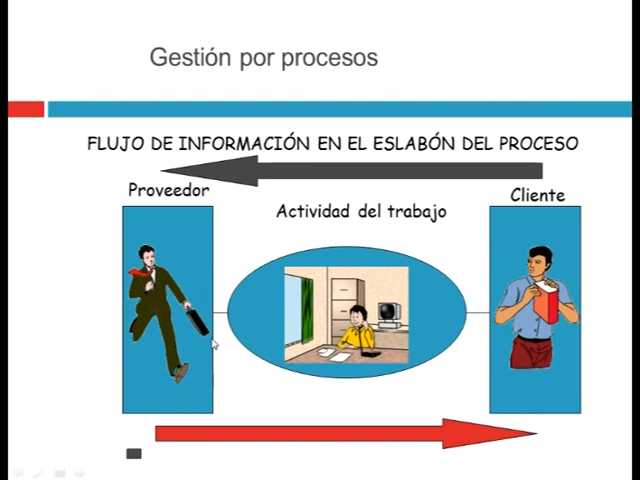 Gestión por procesos
FLUJO DE INFORMACIÓN EN EL ESLABÓN DEL PROCESO
Proveedor
Cliente
Actividad del trabajo